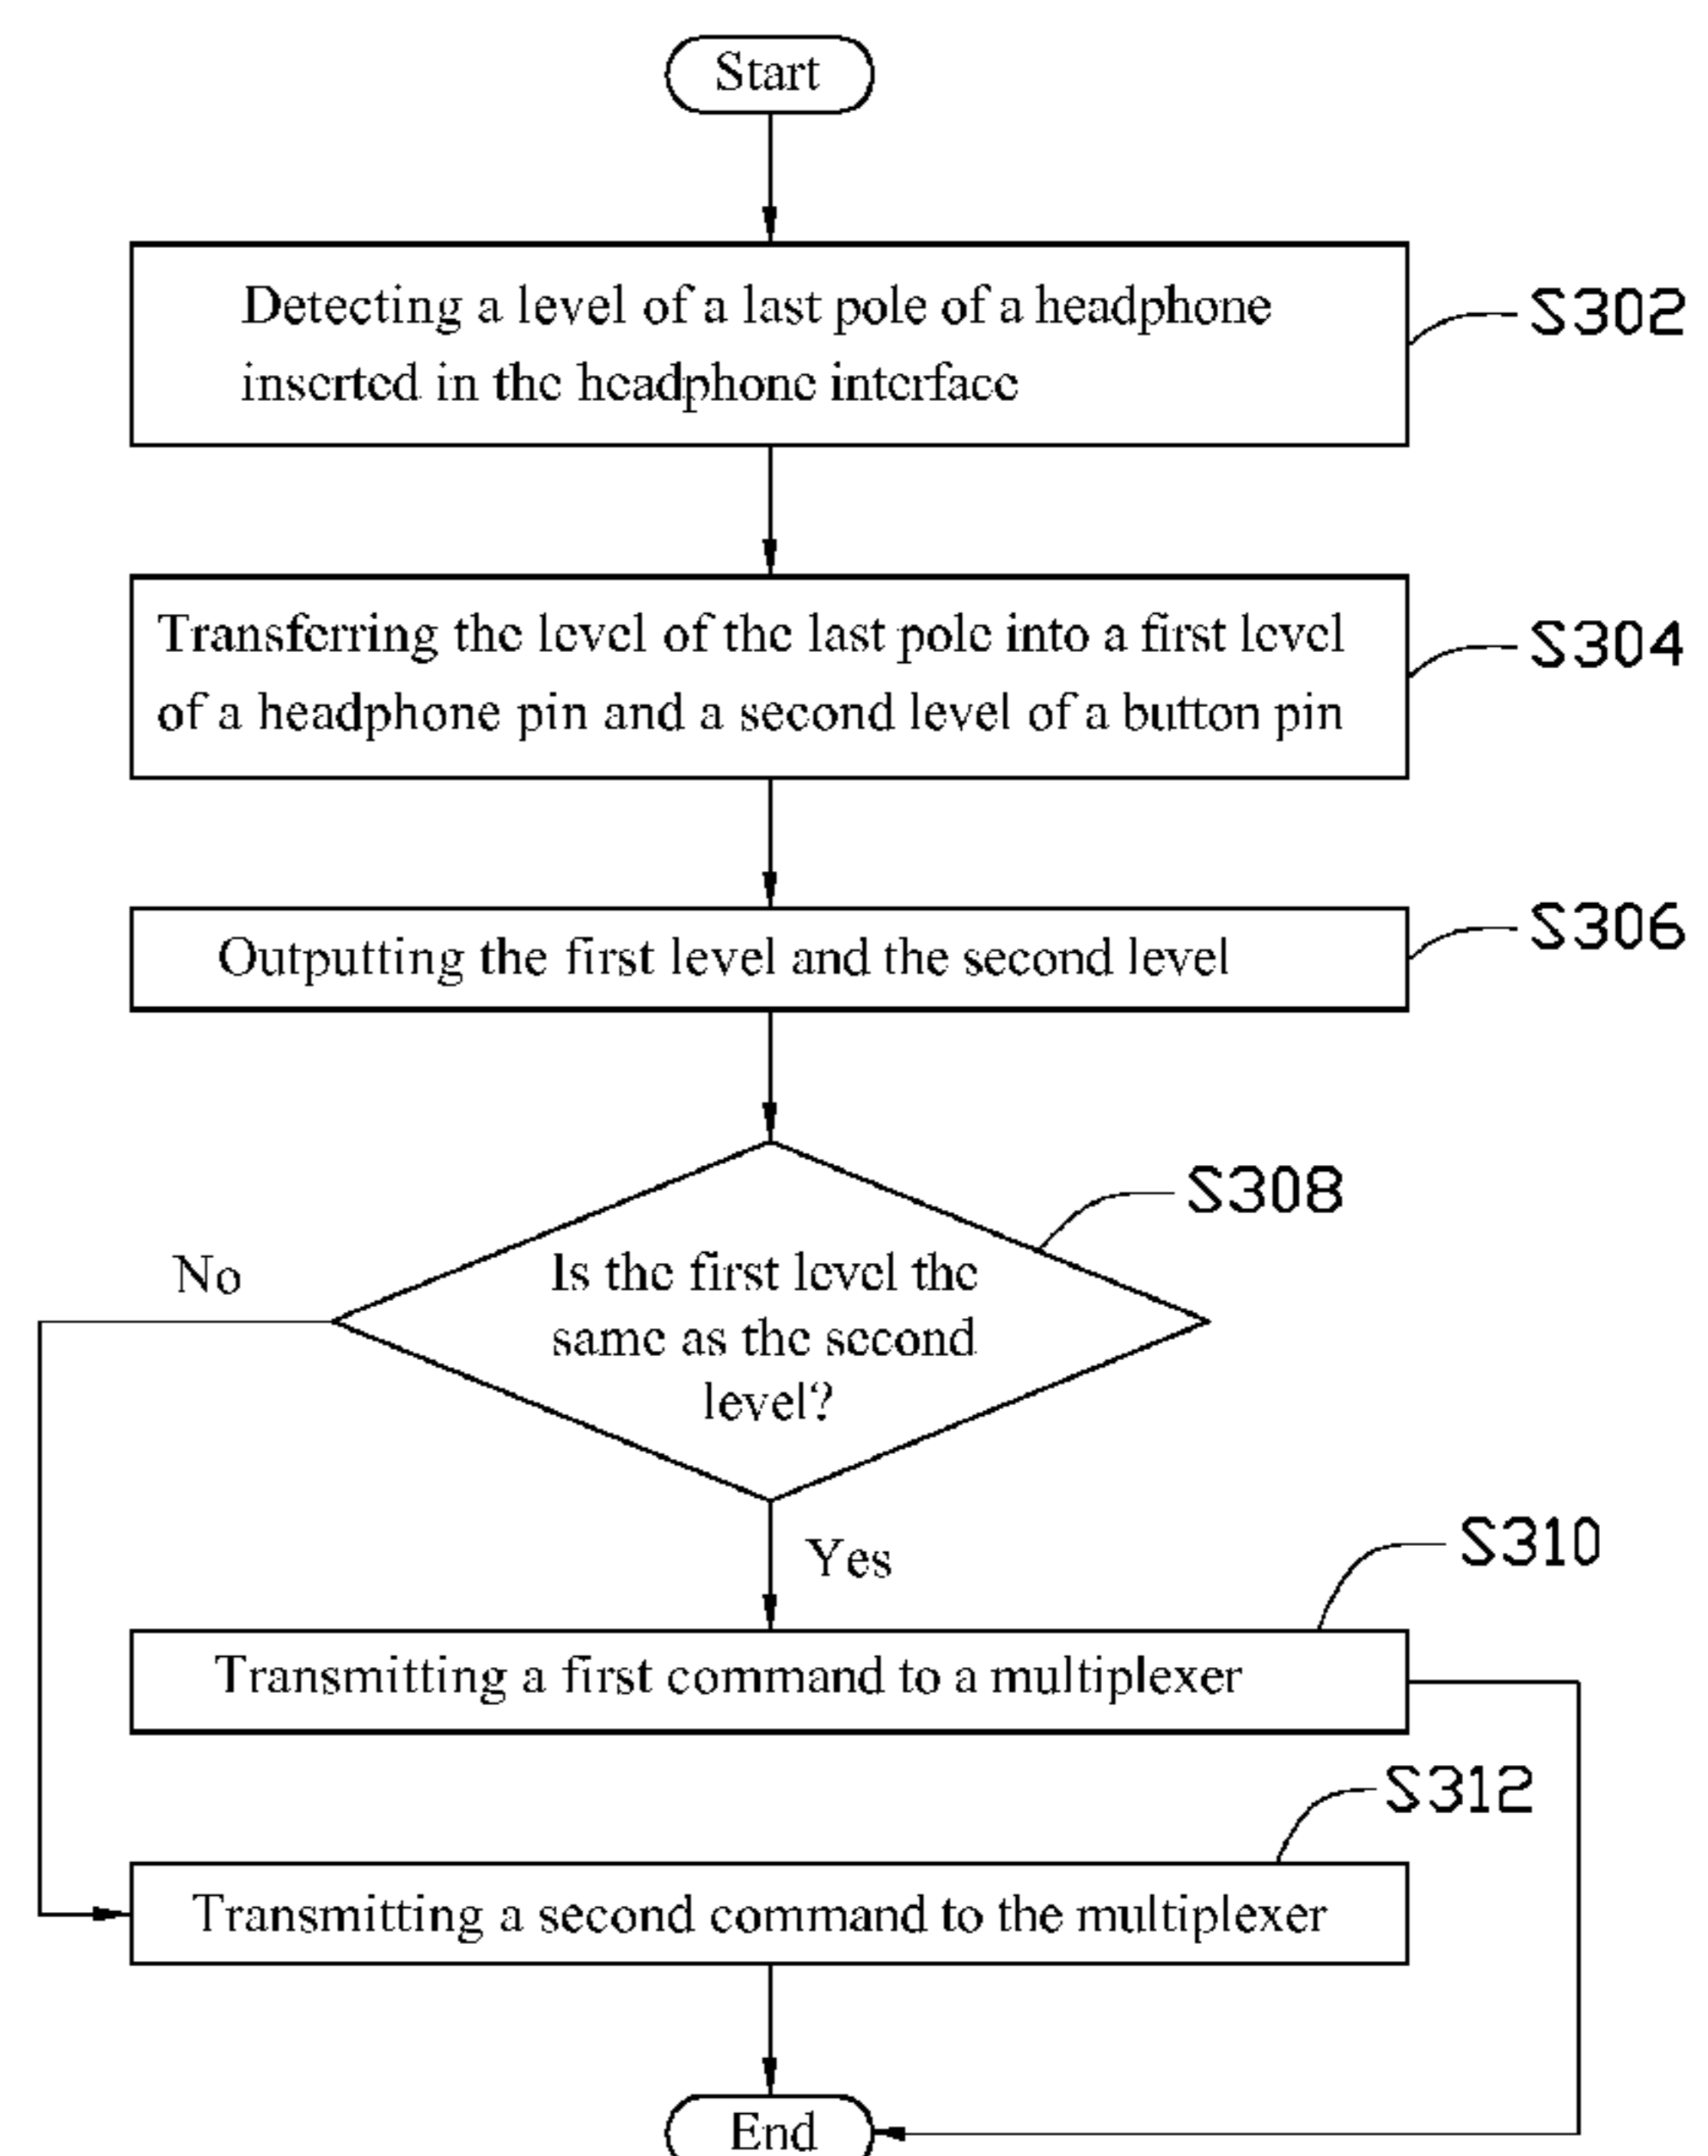 Start
Detecting a level of a last pole of a headphone
inserted in the headphone interface
S302
Transferring the level of the last pole into a first level
of a headphone pin and a second level of a button pin
S304
Outputting the first level and the second level
S306
S308
No
Is the first level the
same as the second
level?
Yes
S310
Transmitting a first command to a multiplexer
S312
Transmitting a second command to the multiplexer
End